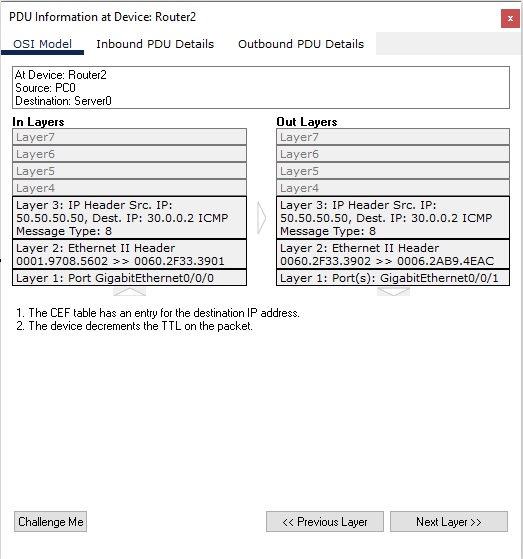 PDU Information at Device: Router2
x
OSI Model Inbound PDU Details Outbound PDU Details
At Device: Router2
Source: PC0
Destination: Server0
In Layers
Layer7
Layer6
Layer5
Layer4
Layer 3: IP Header Src. IP:
50.50.50.50, Dest. IP: 30.0.0.2 ICMP
Message Type: 8
Layer 2: Ethernet II Header
0001.9708.5602 >> 0060.2F33.3901
Layer 1: Port GigabitEthernet0/0/0
Out Layers
Layer7
Layer6
Layer5
Layer4
Layer 3: IP Header Src. IP:
50.50.50.50, Dest. IP: 30.0.0.2 ICMP
Message Type: 8
Layer 2: Ethernet II Header
0060.2F33.3902 >> 0006.2AB9.4EAC
Layer 1: Port(s): GigabitEthernet0/0/1
1. The CEF table has an entry for the destination IP address.
2. The device decrements the TTL on the packet.
Challenge Me << Previous Layer Next Layer >>